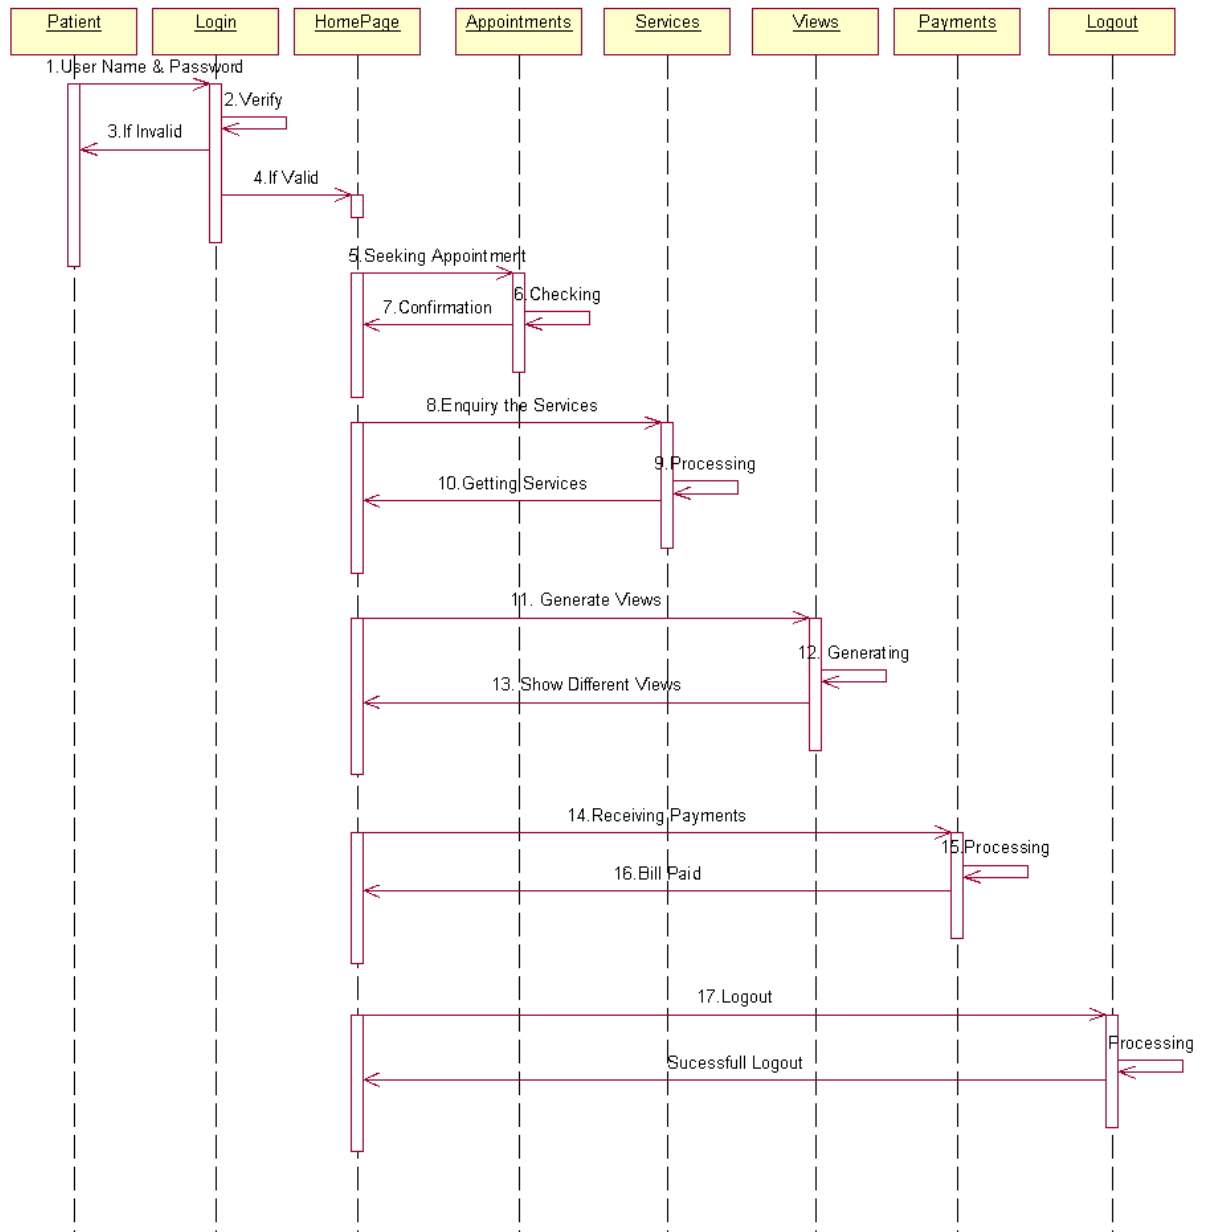 Patient
Login
HomePage
Appointments
Services
Views
Payments
Logout
1.User Name & Password
2.Verify
3.If Invalid
4.If Valid
5.Seeking Appointment
6.Checking
7.Confirmation
8.Enquiry the Services
9.Processing
10.Getting Services
11. Generate Views
12. Generating
13. Show Different Views
14.Receiving Payments
15.Processing
16.Bill Paid
17.Logout
Processing
Sucessfull Logout